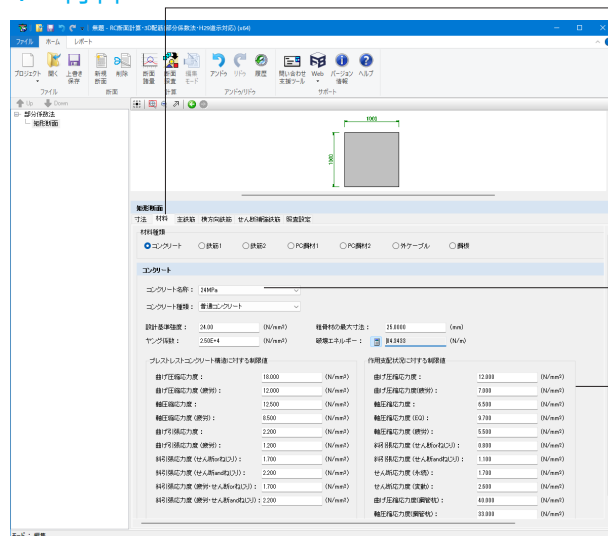 無題 - RC断面計算・3D配筋(部分係数法・H29道示対応) (x64)
ファイル ホーム レポート
プロジェクト 開く 上書き保存 新規断面 削除 断面諸量 断面照査 編集モード アンドゥ リドゥ 履歴 問い合わせ支援ツール Web バージョン情報 ヘルプ
ファイル 断面 計算 アンドゥ/リドゥ サポート
Up Down
部分係数法
矩形断面
1000
1000
矩形断面
寸法 材料 主鉄筋 横方向鉄筋 せん断補強鉄筋 照査設定
材料種類
コンクリート 鉄筋1 鉄筋2 PC鋼材1 PC鋼材2 外ケーブル 鋼板
コンクリート
コンクリート名称： 24MPa
コンクリート種類： 普通コンクリート
設計基準強度： 24.00 (N/mm²) 粗骨材の最大寸法： 25.0000 (mm)
ヤング係数： 2.50E+4 (N/mm²) 破壊エネルギー： 84.3433 (N/m)
プレストレストコンクリート構造に対する制限値 作用支配状況に対する制限値
曲げ圧縮応力度： 18.000 (N/mm²) 曲げ圧縮応力度： 12.000 (N/mm²)
曲げ圧縮応力度 (疲労)： 12.000 (N/mm²) 曲げ圧縮応力度(疲労)： 7.000 (N/mm²)
軸圧縮応力度： 12.500 (N/mm²) 軸圧縮応力度： 6.500 (N/mm²)
軸圧縮応力度 (疲労)： 8.500 (N/mm²) 軸圧縮応力度 (EQ)： 9.700 (N/mm²)
曲げ引張応力度： 2.200 (N/mm²) 軸圧縮応力度 (疲労)： 5.500 (N/mm²)
曲げ引張応力度 (疲労)： 1.200 (N/mm²) 斜引張応力度 (せん断orねじり)： 0.800 (N/mm²)
斜引張応力度 (せん断orねじり)： 1.700 (N/mm²) 斜引張応力度 (せん断andねじり)： 1.100 (N/mm²)
斜引張応力度 (せん断andねじり)： 2.200 (N/mm²) せん断応力度 (永続)： 1.700 (N/mm²)
斜引張応力度 (疲労・せん断orねじり)： 1.700 (N/mm²) せん断応力度 (変動)： 2.600 (N/mm²)
斜引張応力度 (疲労・せん断andねじり)： 2.200 (N/mm²) 曲げ圧縮応力度(鋼管杭)： 40.000 (N/mm²)
軸圧縮応力度(鋼管杭)： 33.000 (N/mm²)
モード： 編集